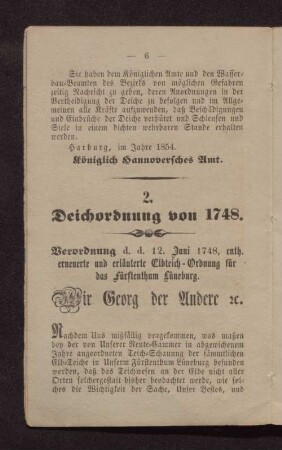 — 6 —
Sie haben dem Königlichen Amte und den Wasser-
bau-Beamten des Bezirks von möglichen Gefahren
zeitig Nachricht zu geben, deren Anordnungen in der
Vertheidigung der Deiche zu befolgen und im Allge-
meinen alle Kräfte aufzuwenden, daß Beschädigungen
und Einbrüche der Deiche verhütet und Schleusen und
Siele in einem dichten wehrbaren Stande erhalten
werden.
Harburg, im Jahre 1854.
Königlich Hannoversches Amt.
2.
Deichordnung von 1748.
Verordnung d. d. 12. Juni 1748, enth.
erneuerte und erläuterte Elbteich-Ordnung für
das Fürstenthum Lüneburg.
Wir Georg der Andere ꝛc.
Nachdem Uns mißfällig vorgekommen, was maßen
bey der von Unserer Rente-Cammer in abgewichenem
Jahre angeordneten Teich-Schauung der sämmtlichen
Elbe-Teiche in Unserm Fürstenthum Lüneburg befunden
werden, daß das Teichwesen an der Elbe nicht aller
Orten solchergestalt bisher beobachtet werde, wie sol-
ches die Wichtigkeit der Sache, Unser Bestes, und